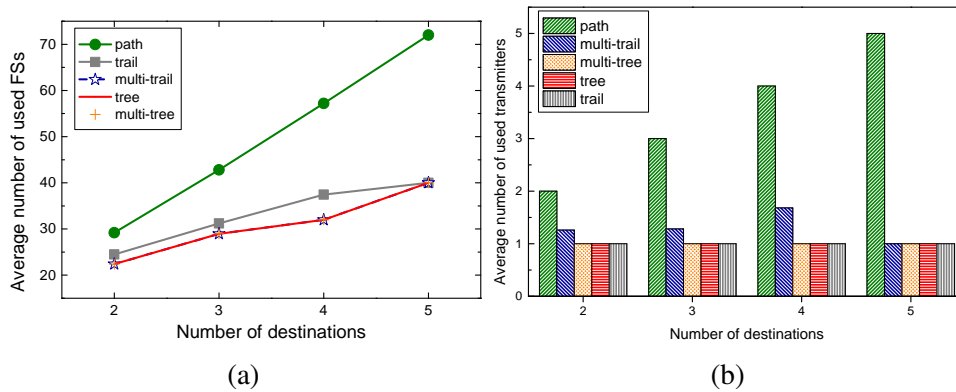 Average number of used FSs
70
60
50
40
30
20
path
trail
multi-trail
tree
multi-tree
2
3
4
5
Number of destinations
(a)
Average number of used transmitters
5
4
3
2
1
0
path
multi-trail
multi-tree
tree
trail
2
3
4
5
Number of destinations
(b)